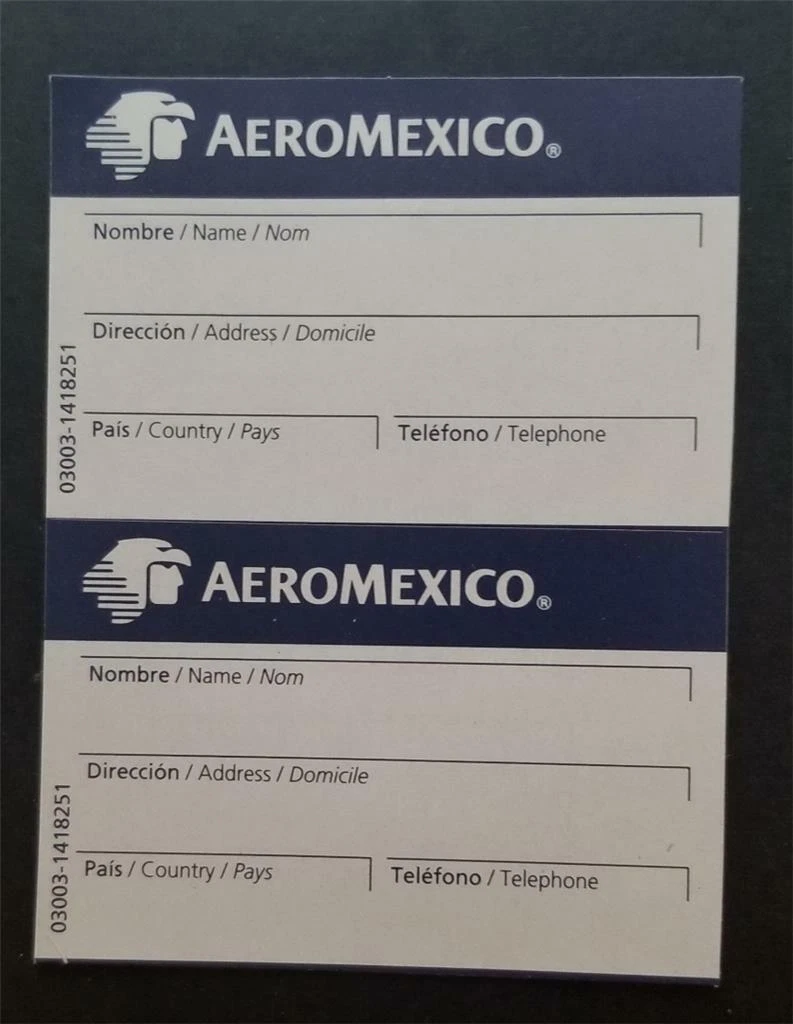 AEROMEXICO®
Nombre / Name / Nom
Dirección / Address / Domicile
País / Country / Pays
Teléfono / Telephone
03003-1418251
AEROMEXICO®
Nombre / Name / Nom
Dirección / Address / Domicile
País / Country / Pays
Teléfono / Telephone
03003-1418251